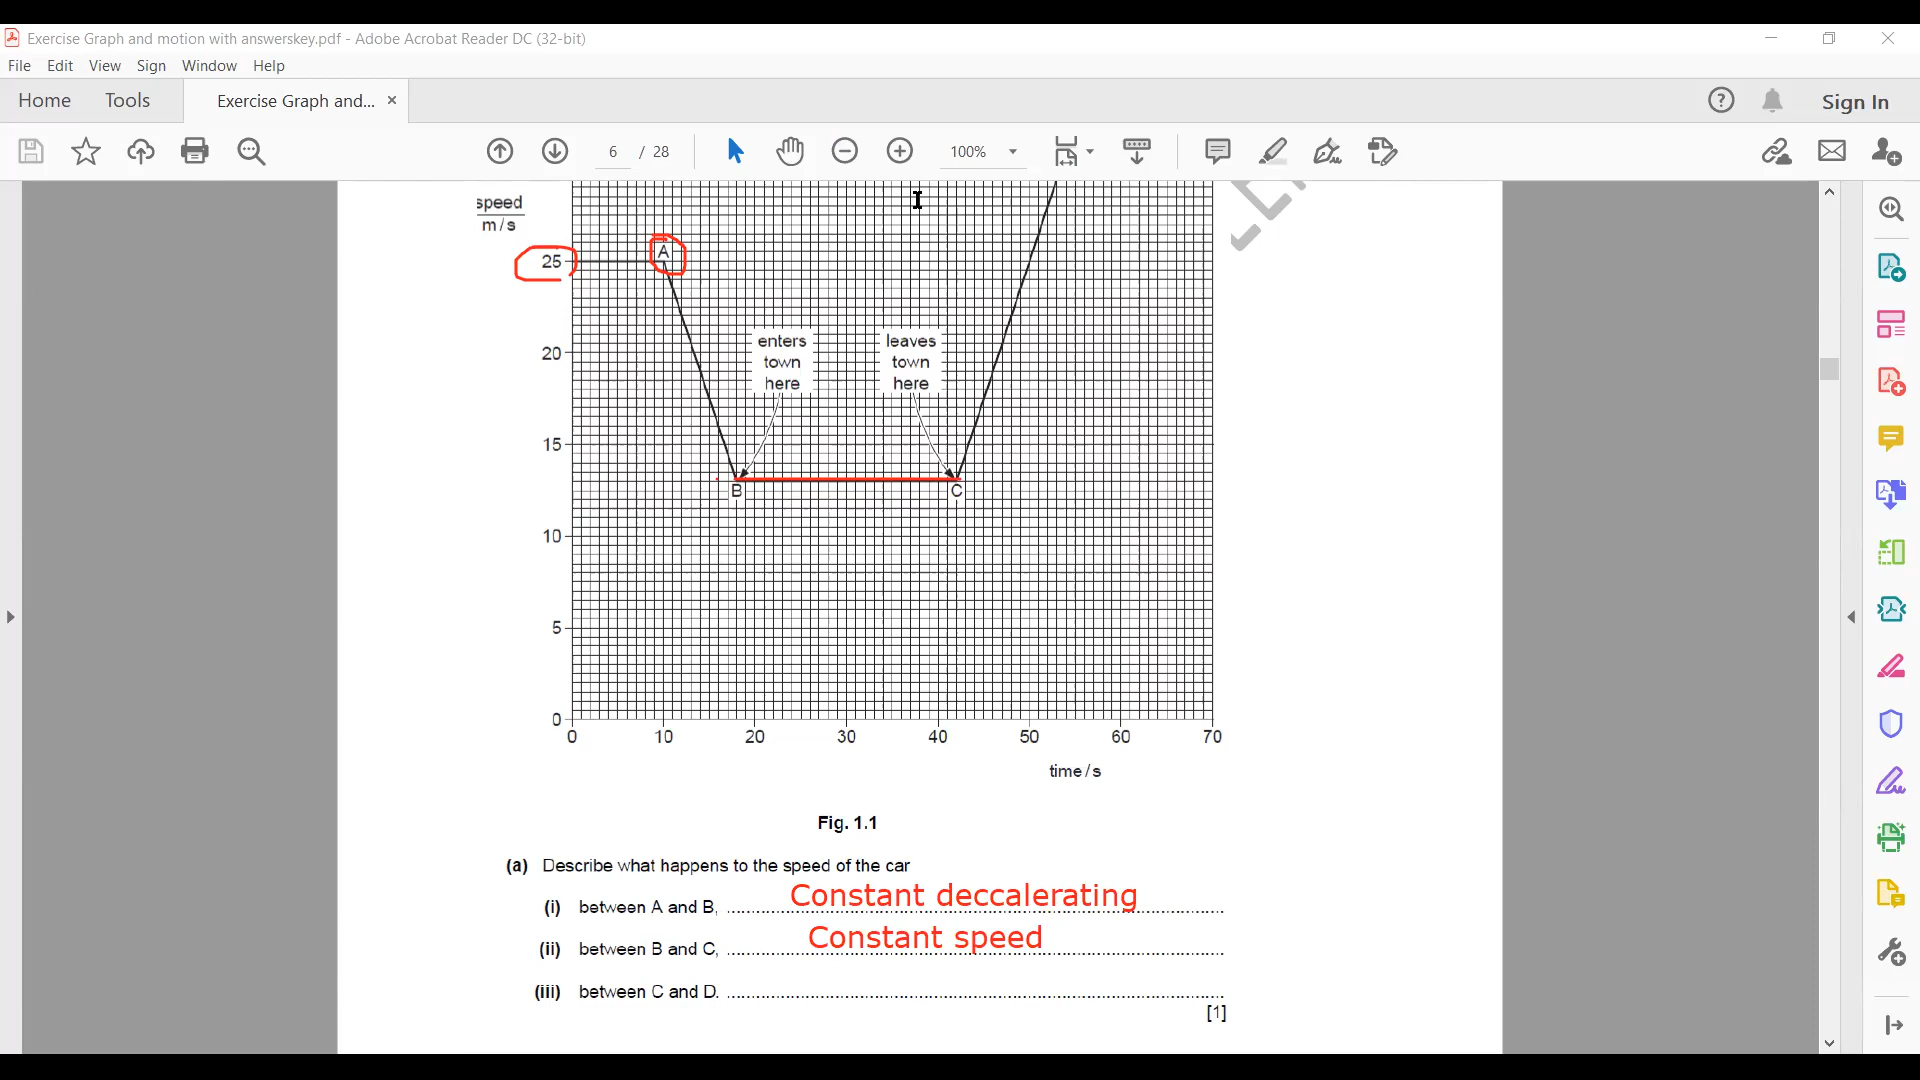 Exercise Graph and motion with answerskey.pdf - Adobe Acrobat Reader DC (32-bit)
File Edit View Sign Window Help
Home Tools Exercise Graph and... × Sign In
6 / 28 100%
speed
m/s
A
25
enters
town
here
leaves
town
here
20
15
B C
10
5
0
0 10 20 30 40 50 60 70
time/s
Fig. 1.1
(a) Describe what happens to the speed of the car
(i) between A and B, Constant deccalerating
(ii) between B and C, Constant speed
(iii) between C and D.
[1]